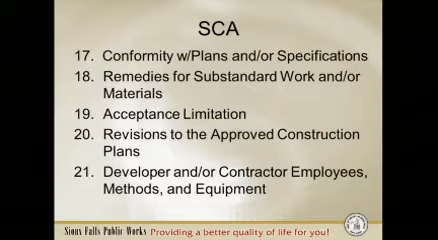 SCA
17. Conformity w/Plans and/or Specifications
18. Remedies for Substandard Work and/or
Materials
19. Acceptance Limitation
20. Revisions to the Approved Construction
Plans
21. Developer and/or Contractor Employees,
Methods, and Equipment
Sioux Falls Public Works Providing a better quality of life for you!